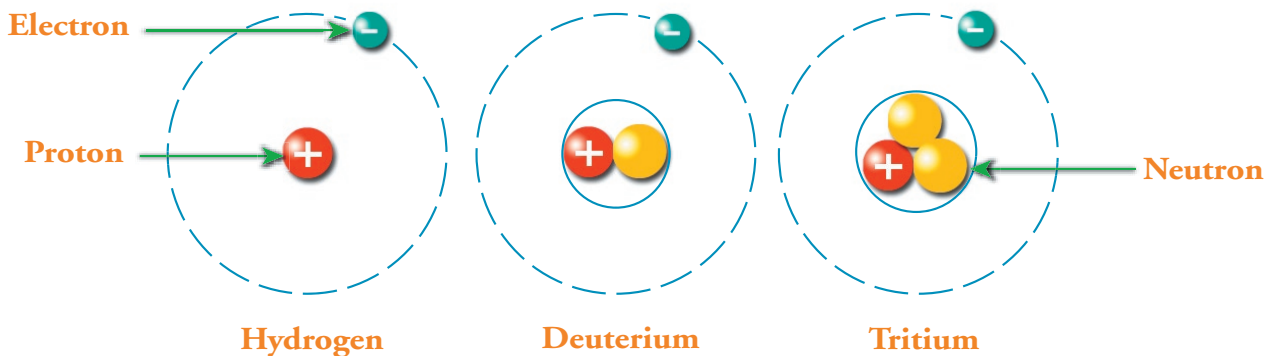 Electron
Proton
Neutron
Hydrogen
Deuterium
Tritium